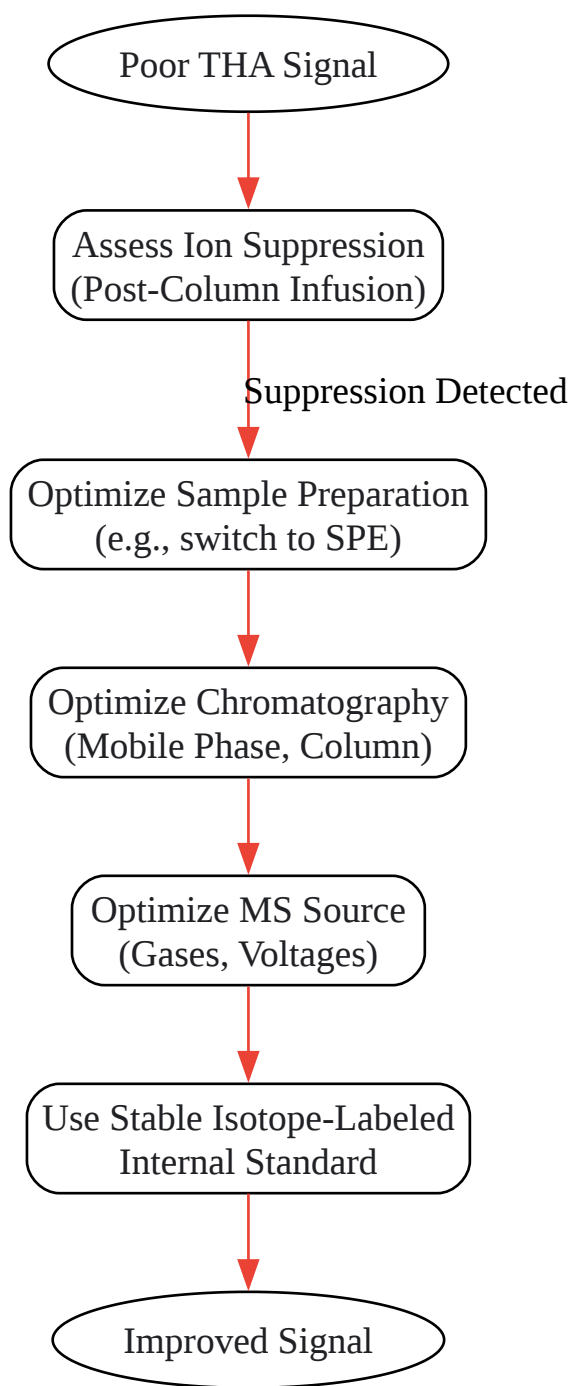 Poor THA Signal
Assess Ion Suppression
(Post-Column Infusion)
Suppression Detected
Optimize Sample Preparation
(e.g., switch to SPE)
Optimize Chromatography
(Mobile Phase, Column)
Optimize MS Source
(Gases, Voltages)
Use Stable Isotope-Labeled
Internal Standard
Improved Signal